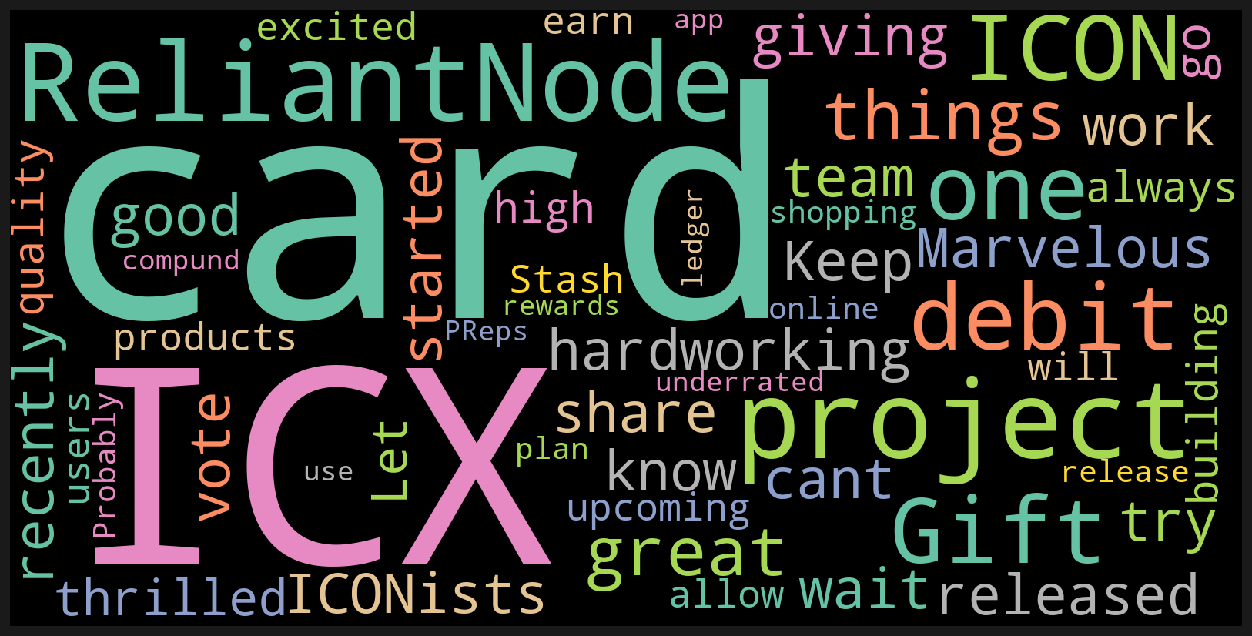 excited
earn
app
giving
ICON
go
ReliantNode
things
work
card
quality
started
high
good
compund
ledger
team
shopping
one
always
Stash
rewards
Keep
Marvelous
online
PReps
products
debit
recently
hardworking
underrated
will
building
ICX
users
Probably
vote
use
Let
share
plan
project
know
cant
release
upcoming
Gift
try
great
thrilled
ICONists
allow
wait
released